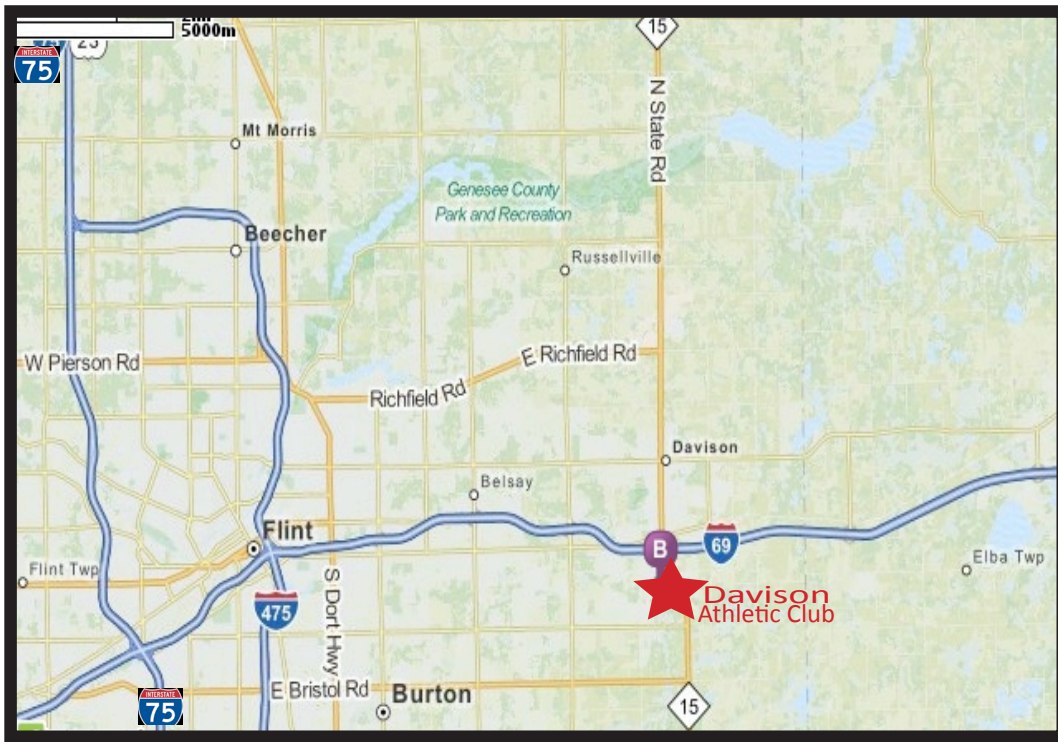 5000m
15
INTERSTATE
75
N State Rd
Mt Morris
Genesee County
Park and Recreation
Beecher
Russellville
W Pierson Rd
E Richfield Rd
Richfield Rd
Davison
Belsay
Flint
B
69
Elba Twp
Flint Twp
Davison
Athletic Club
475
S Dort Hwy
E Bristol Rd
Burton
INTERSTATE
75
15